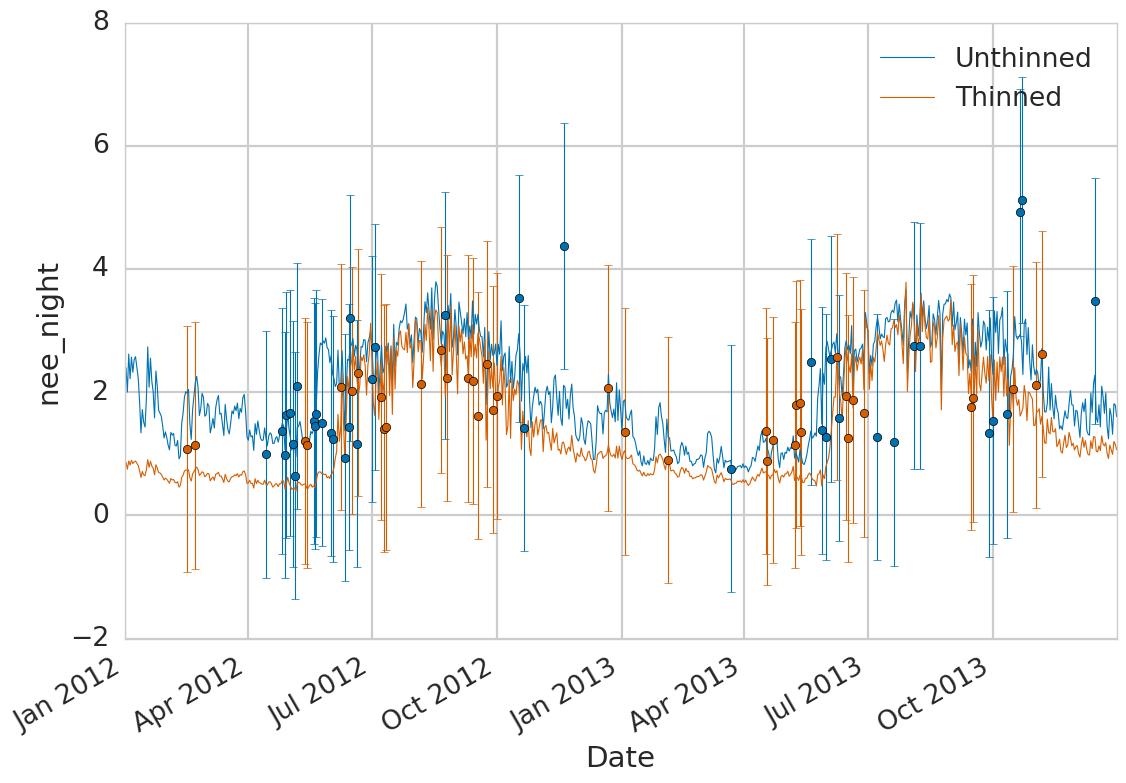 8
6
4
2
0
−2
nee_night
Unthinned
Thinned
Jan 2012
Apr 2012
Jul 2012
Oct 2012
Jan 2013
Apr 2013
Jul 2013
Oct 2013
Date